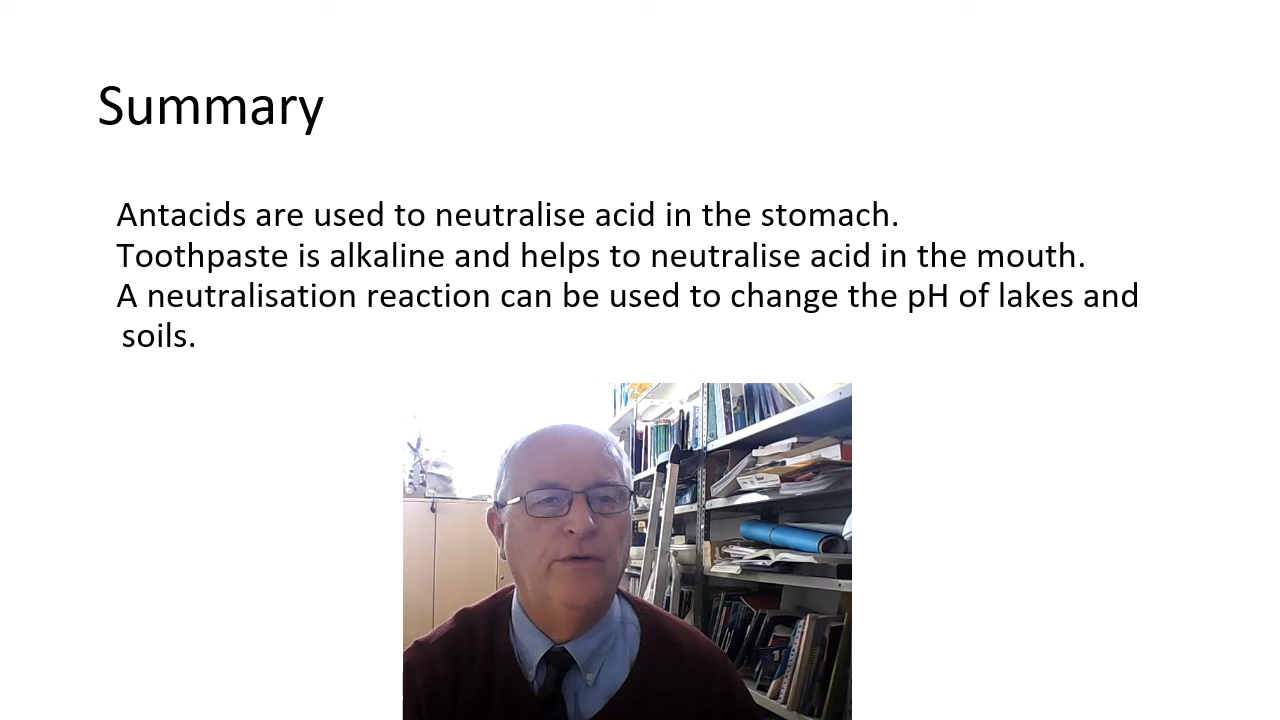 Summary
Antacids are used to neutralise acid in the stomach.
Toothpaste is alkaline and helps to neutralise acid in the mouth.
A neutralisation reaction can be used to change the pH of lakes and
soils.